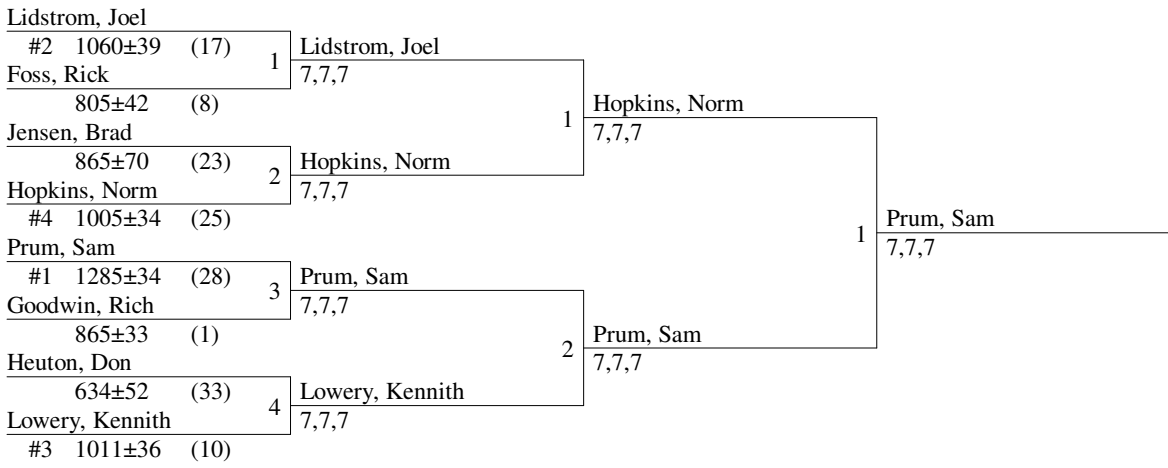 Lidstrom, Joel
#2 1060±39 (17)
Foss, Rick
805±42 (8)
Jensen, Brad
865±70 (23)
Hopkins, Norm
#4 1005±34 (25)
Prum, Sam
#1 1285±34 (28)
Goodwin, Rich
865±33 (1)
Heuton, Don
634±52 (33)
Lowery, Kennith
#3 1011±36 (10)
1
Lidstrom, Joel
7,7,7
2
Hopkins, Norm
7,7,7
3
Prum, Sam
7,7,7
4
Lowery, Kennith
7,7,7
1
Hopkins, Norm
7,7,7
2
Prum, Sam
7,7,7
1
Prum, Sam
7,7,7